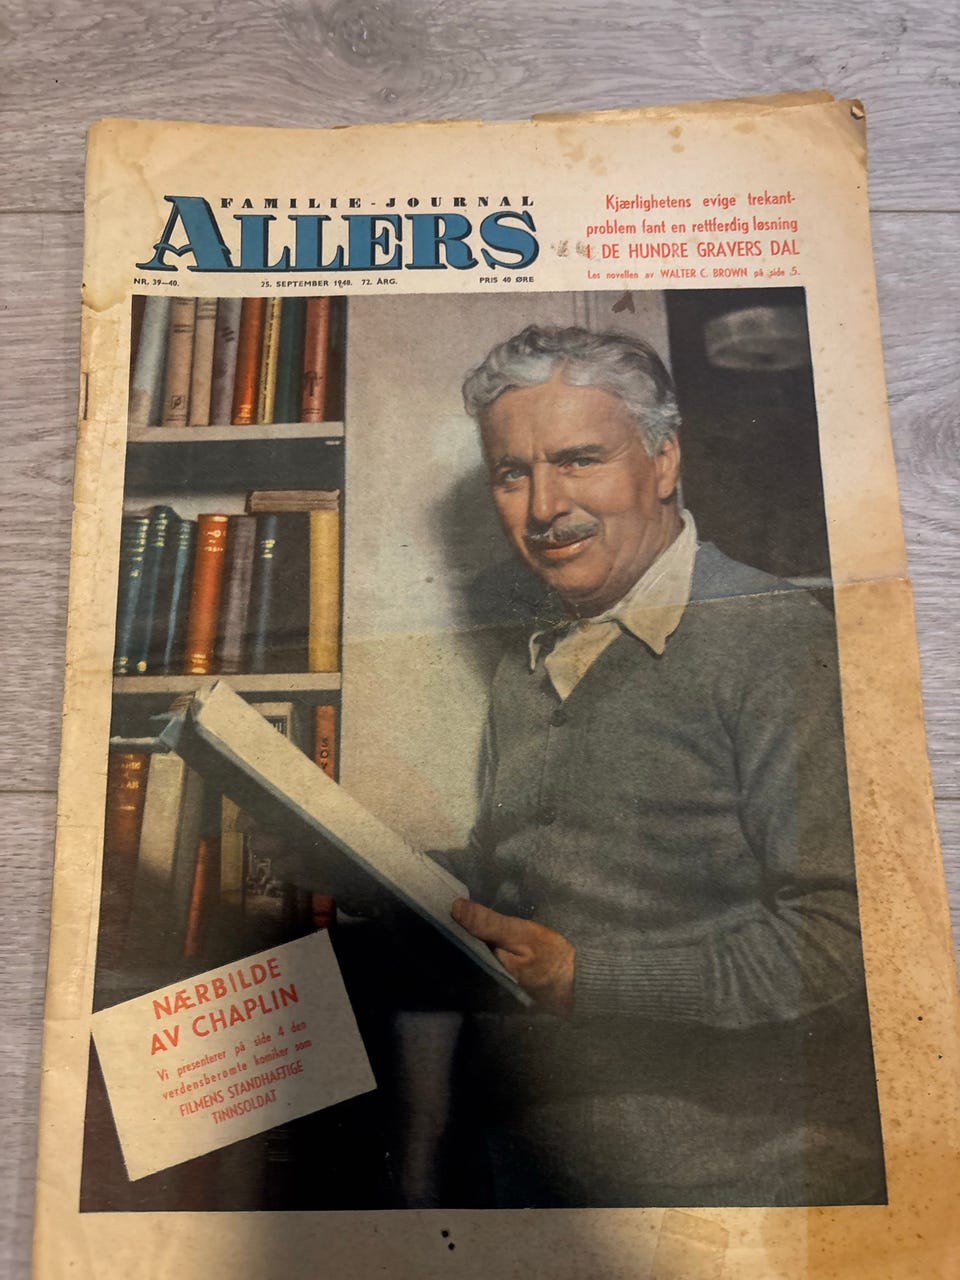 FAMILIE-JOURNAL
ALLERS
NR. 39—40.
25. SEPTEMBER 1948. 72. ÅRG.
PRIS 40 ØRE
Kjærlighetens evige trekant-
problem fant en rettferdig løsning
I DE HUNDRE GRAVERS DAL
Les novellen av WALTER C. BROWN på side 5.
NÆRBILDE
AV CHAPLIN
Vi presenterer på side 4 den
verdensberømte komiker som
FILMENS STANDHAFTIGE
TINNSOLDAT